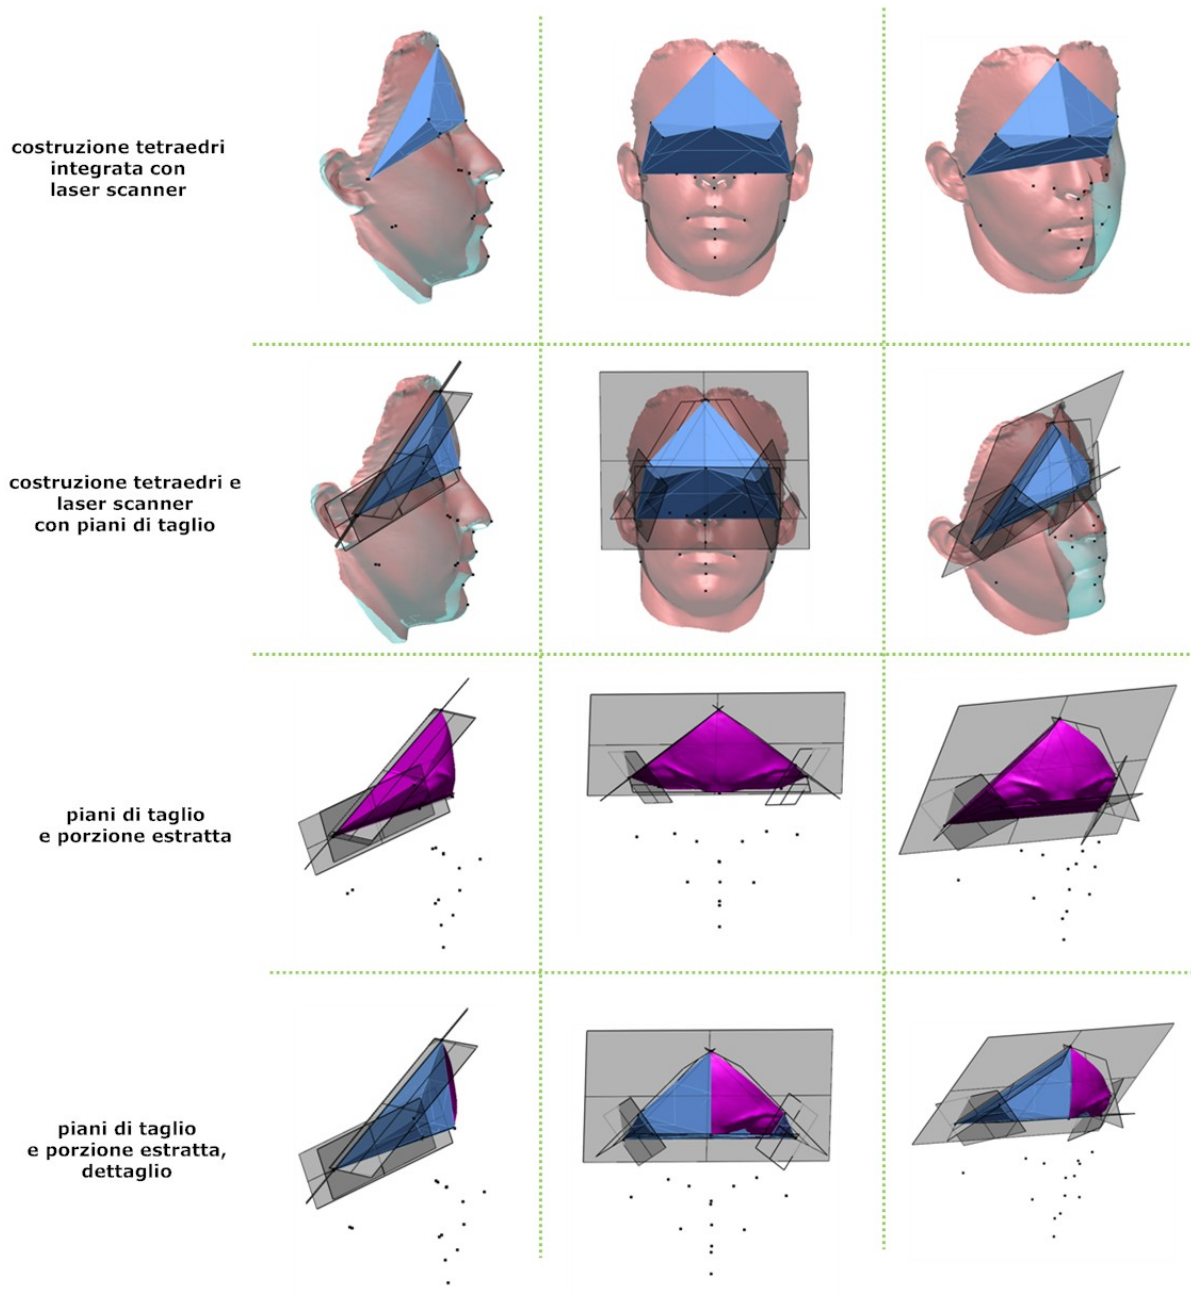 costruzione tetraedri
integrata con
laser scanner
costruzione tetraedri e
laser scanner
con piani di taglio
piani di taglio
e porzione estratta
piani di taglio
e porzione estratta,
dettaglio